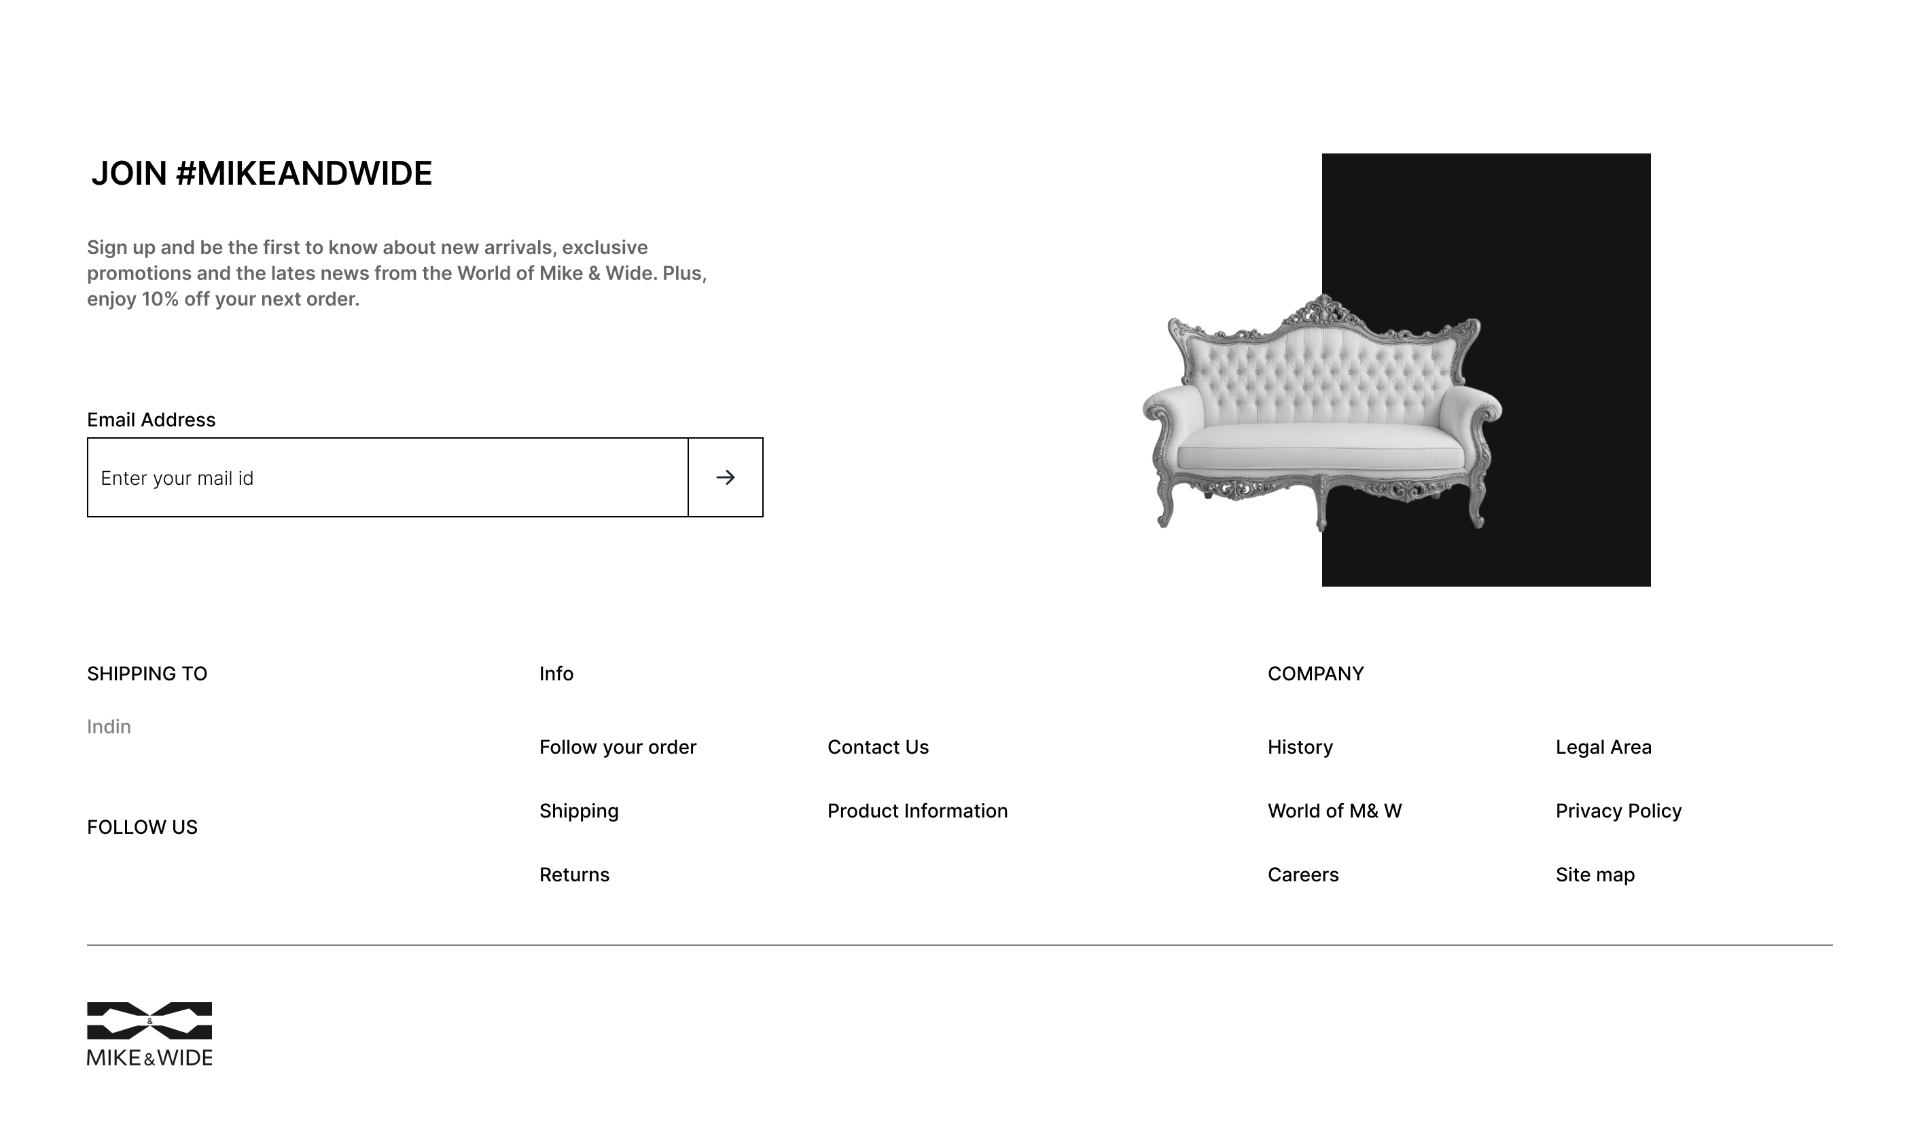 JOIN #MIKEANDWIDE
Sign up and be the first to know about new arrivals, exclusive
promotions and the lates news from the World of Mike & Wide. Plus,
enjoy 10% off your next order.
Email Address
Enter your mail id
SHIPPING TO
Indin
FOLLOW US
Info
Follow your order
Shipping
Returns
Contact Us
Product Information
COMPANY
History
World of M& W
Careers
Legal Area
Privacy Policy
Site map
&
MIKE&WIDE